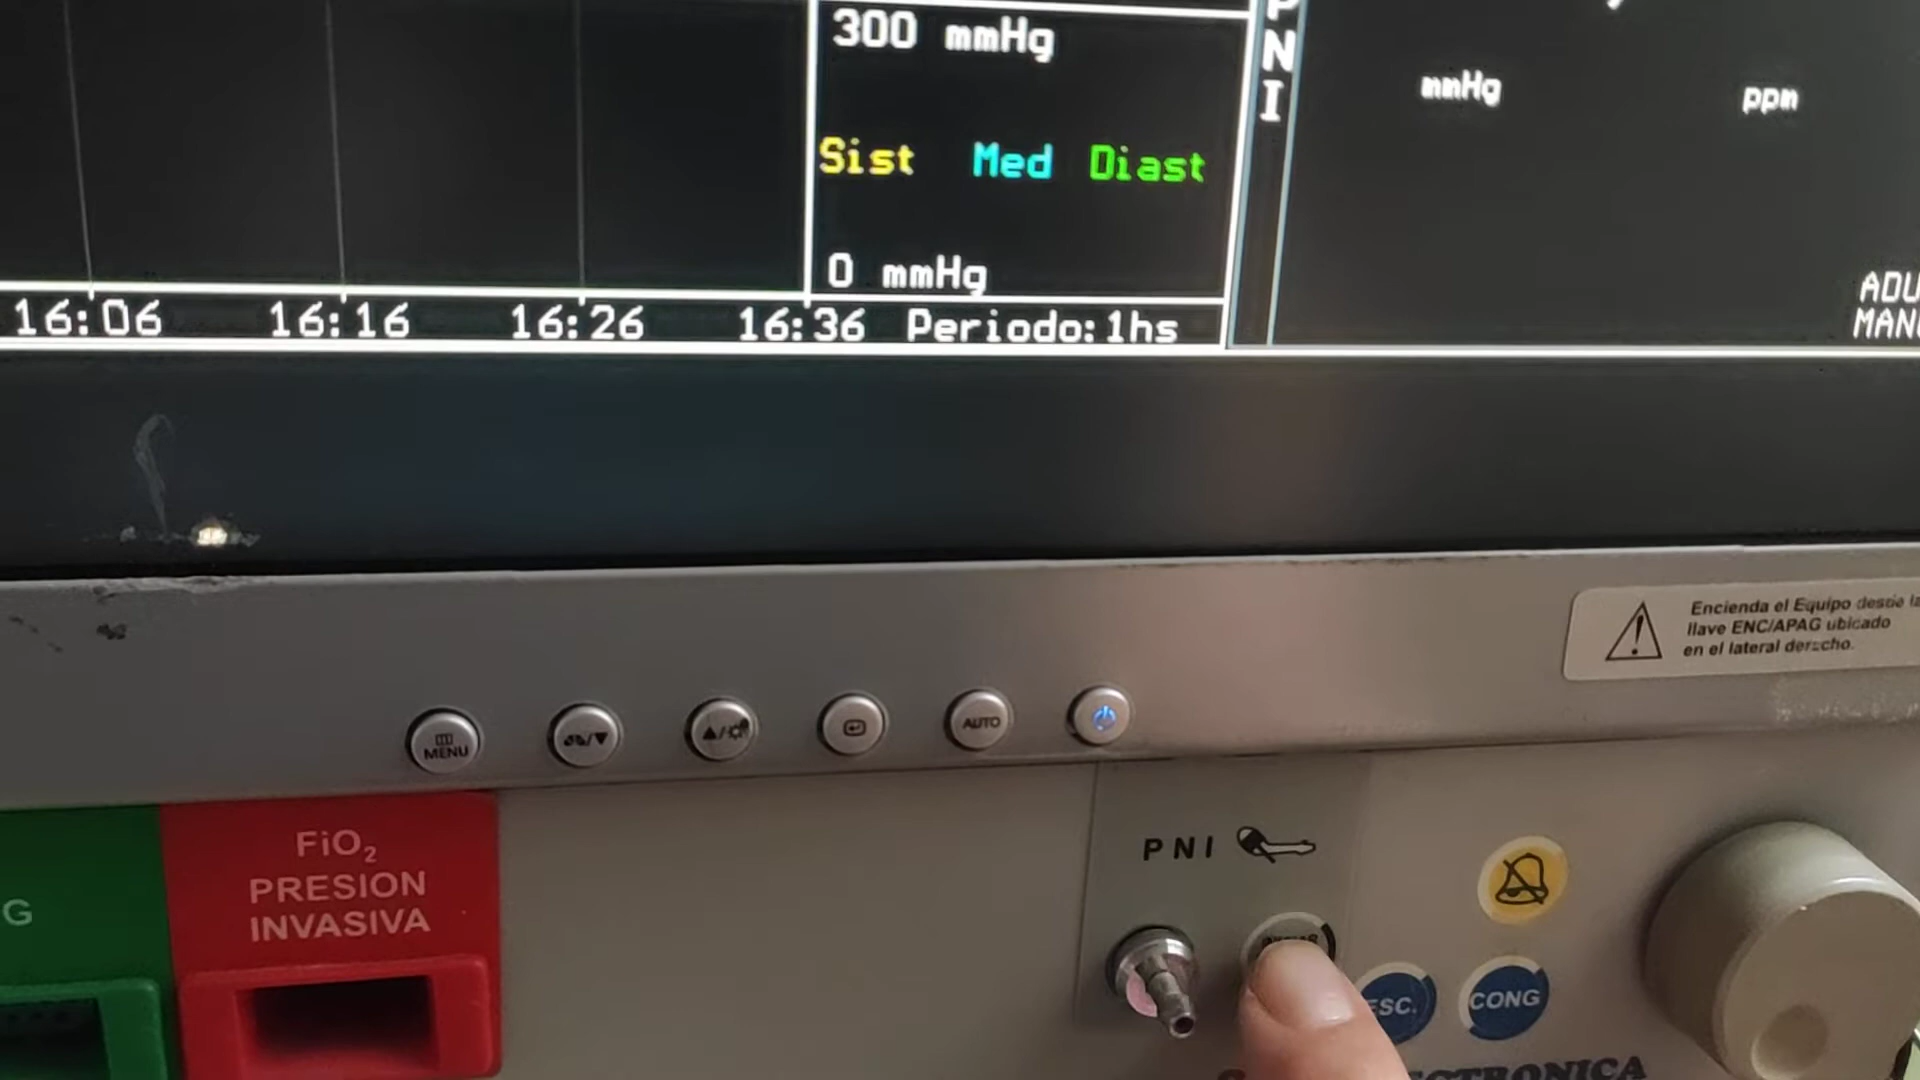 300 mmHg
Sist Med Diast
0 mmHg
16:06 16:16 16:26 16:36 Periodo:1hs
PNI
mmHg ppm
ADU
MAN
Encienda el Equipo desde la
llave ENC/APAG ubicado
en el lateral derecho.
MENU
AUTO
G
FiO₂
PRESION
INVASIVA
PNI
ESC.
CONG